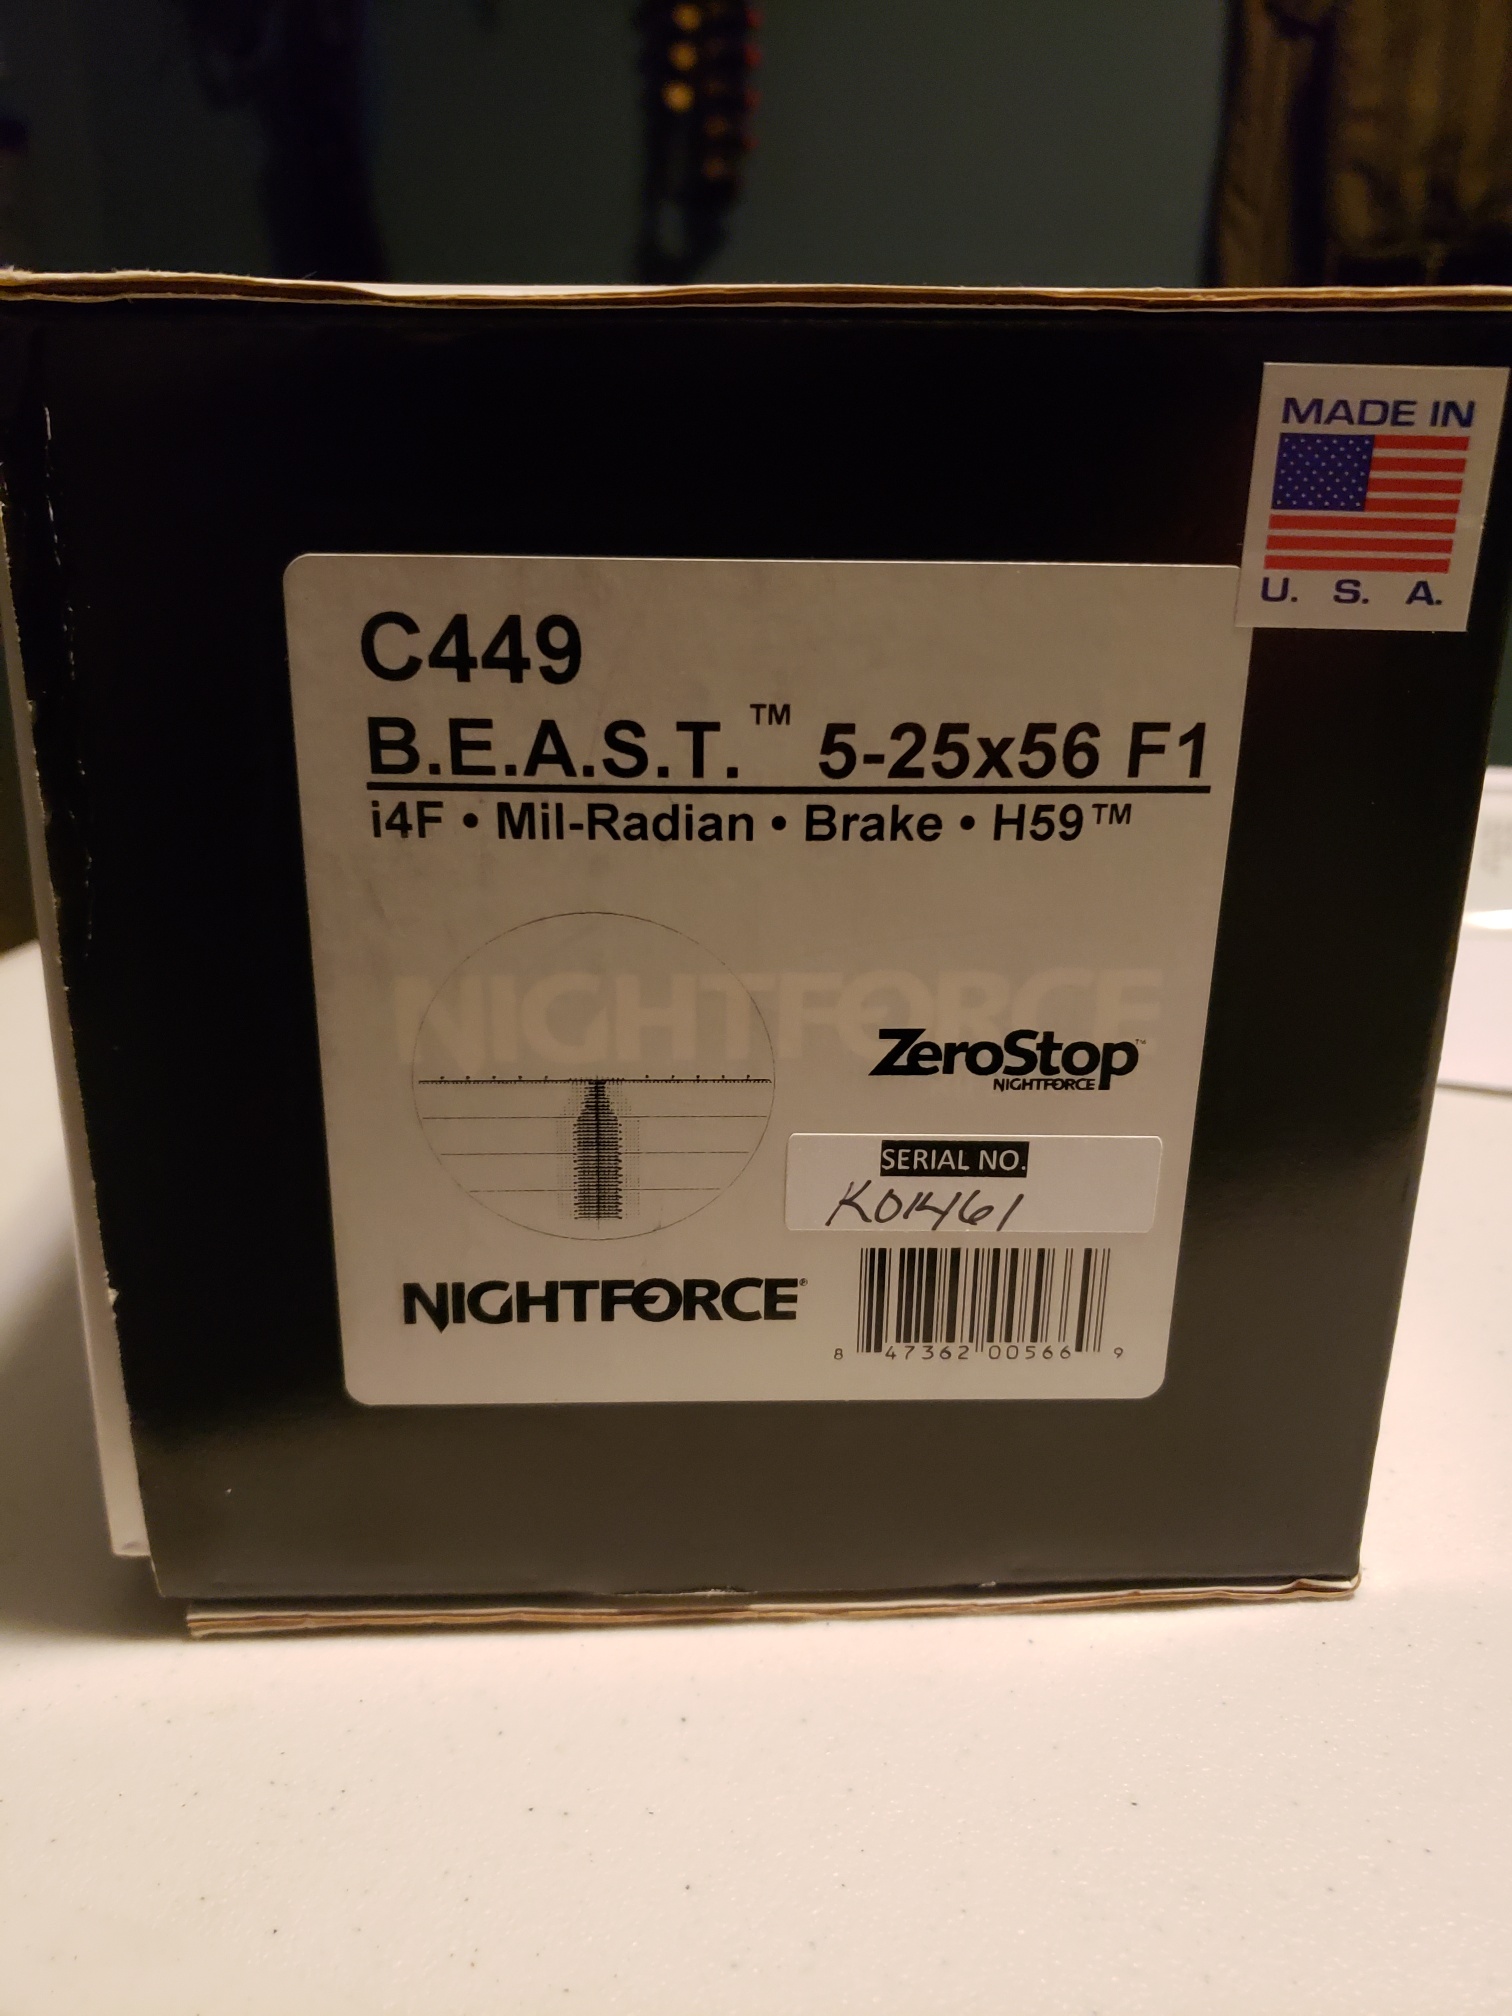 MADE IN
U. S. A.
C449
B.E.A.S.T.™ 5-25x56 F1
i4F • Mil-Radian • Brake • H59™
NIGHTFORCE
ZeroStop™
NIGHTFORCE
SERIAL NO.
K01461
NIGHTFORCE®
8 47362 00566 9